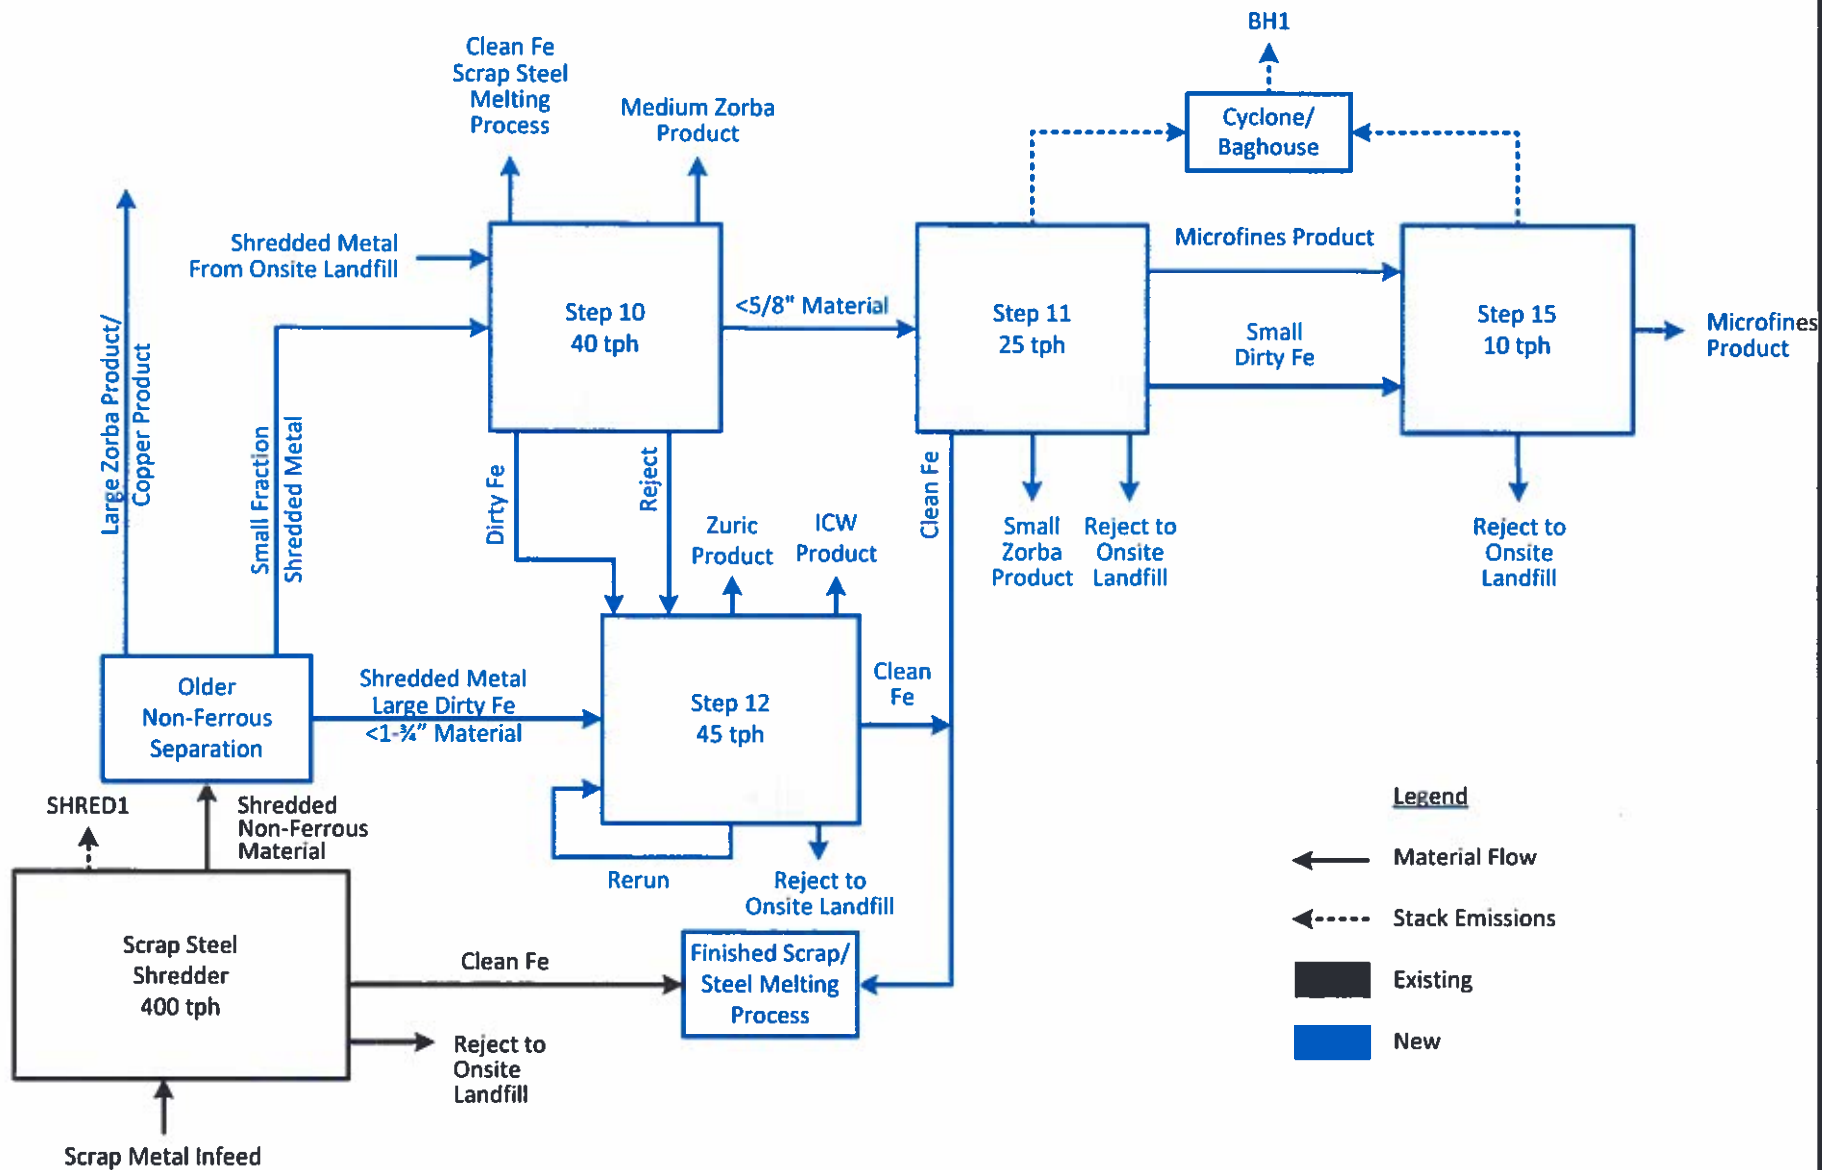 BH1
Clean Fe
Scrap Steel
Melting
Process
Medium Zorba
Product
Cyclone/
Baghouse
Shredded Metal
From Onsite Landfill
Step 10
40 tph
<5/8" Material
Step 11
25 tph
Microfines Product
Small
Dirty Fe
Step 15
10 tph
Microfines
Product
Large Zorba Product/
Copper Product
Small Fraction
Shredded Metal
Dirty Fe
Reject
Clean Fe
Zuric
Product
ICW
Product
Small
Zorba
Product
Reject to
Onsite
Landfill
Reject to
Onsite
Landfill
Older
Non-Ferrous
Separation
Shredded Metal
Large Dirty Fe
<1-¾” Material
Step 12
45 tph
Clean
Fe
SHRED1
Shredded
Non-Ferrous
Material
Rerun
Reject to
Onsite Landfill
Scrap Steel
Shredder
400 tph
Clean Fe
Finished Scrap/
Steel Melting
Process
Reject to
Onsite
Landfill
Scrap Metal Infeed
Legend
Material Flow
Stack Emissions
Existing
New